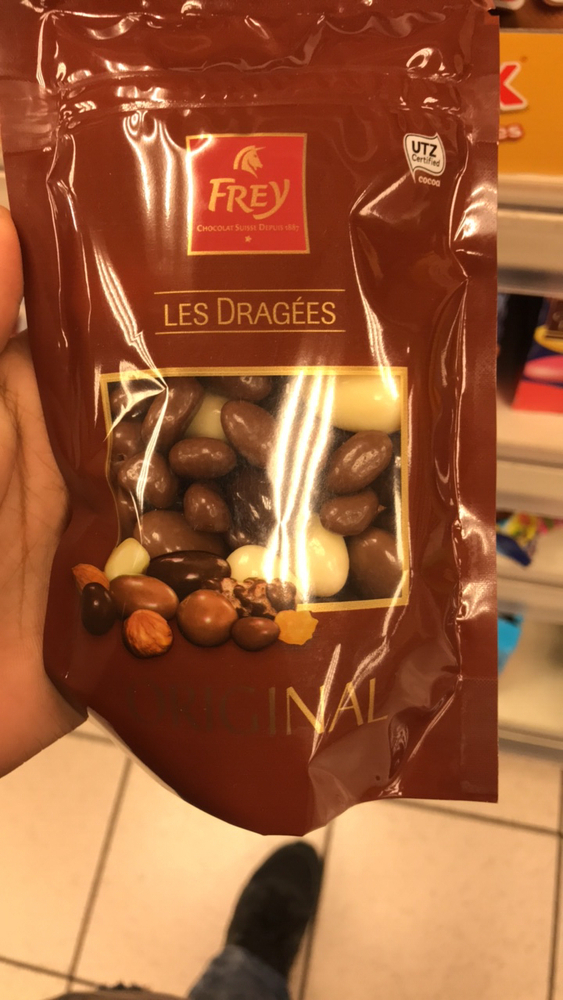 UTZ
Certified
cocoa
FREY
CHOCOLAT SUISSE DEPUIS 1887
LES DRAGÉES
ORIGINAL